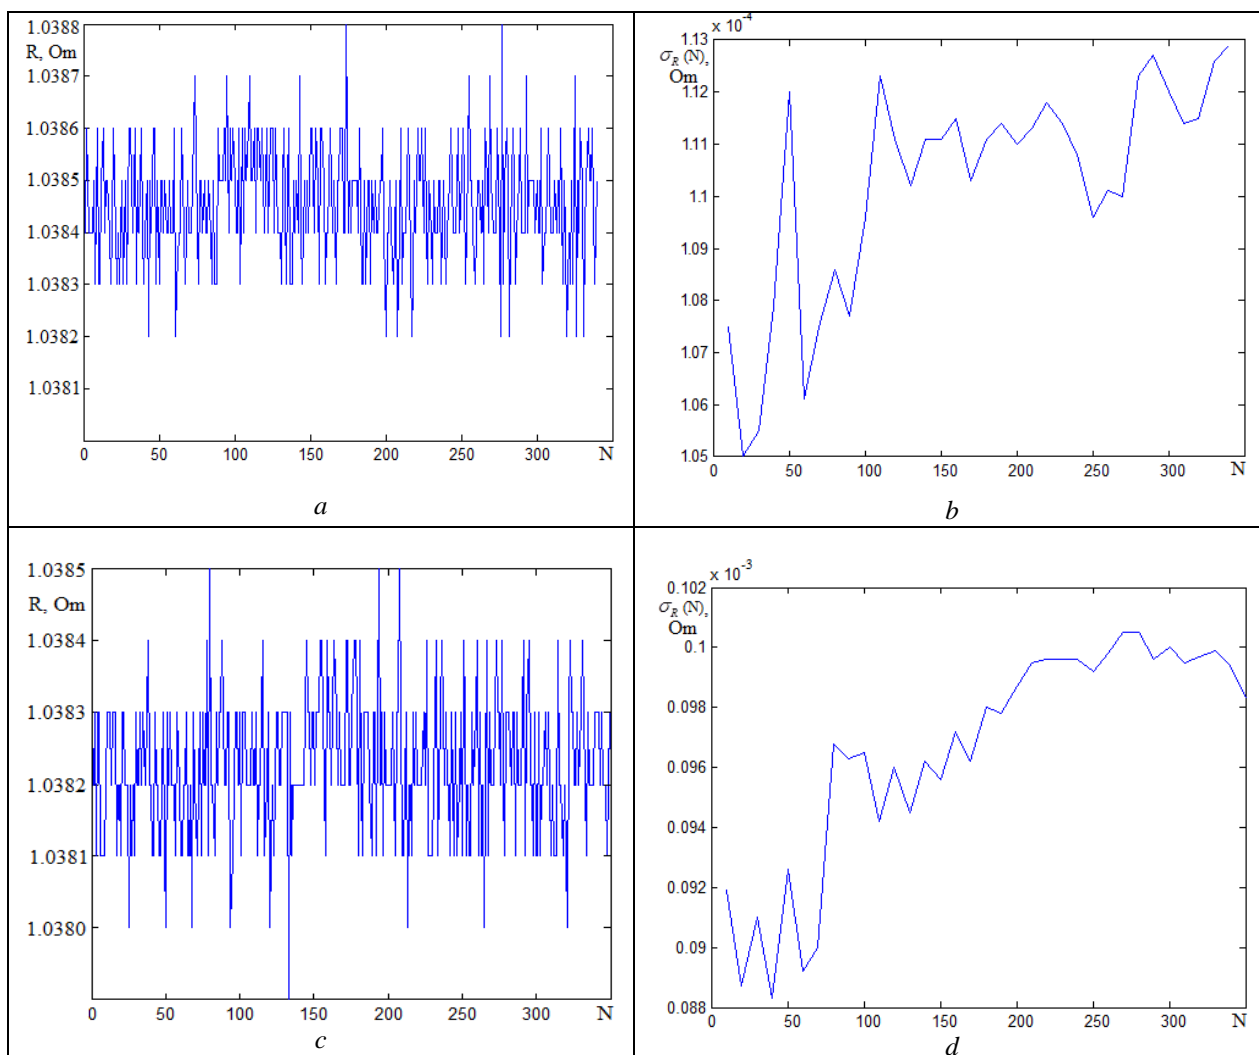 1.0388
R, Om
1.0387
1.0386
1.0385
1.0384
1.0383
1.0382
1.0381
0 50 100 150 200 250 300 N
a
x 10⁻⁴
1.13
σ_R (N),
Om
1.12
1.11
1.1
1.09
1.08
1.07
1.06
1.05
0 50 100 150 200 250 300 N
b
1.0385
R, Om
1.0384
1.0383
1.0382
1.0381
1.0380
0 50 100 150 200 250 300 N
c
x 10⁻³
0.102
σ_R (N),
Om
0.1
0.098
0.096
0.094
0.092
0.09
0.088
0 50 100 150 200 250 300 N
d